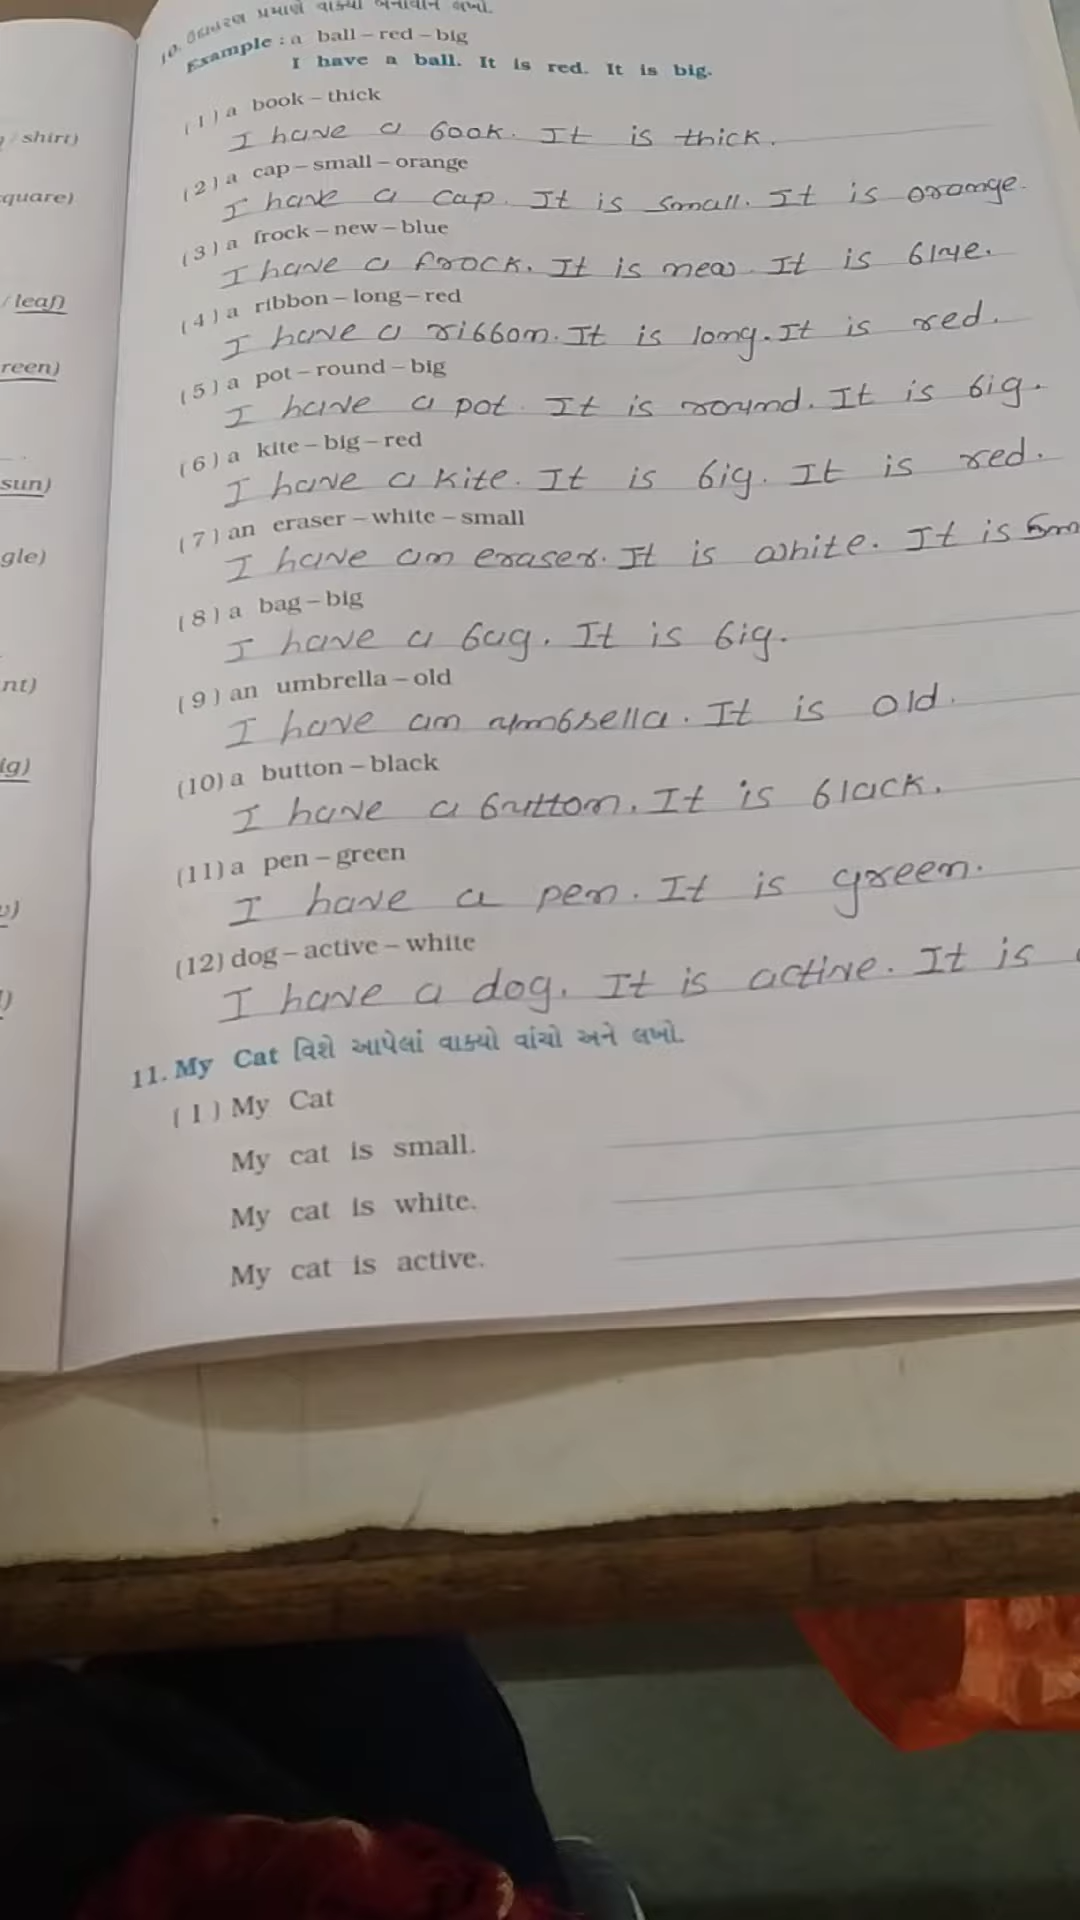 10. ઉદાહરણ પ્રમાણે વાક્યો બનાવીને લખો.
Example : a ball – red – big
I have a ball. It is red. It is big.
(1) a book – thick
I have a book. It is thick.
(2) a cap – small – orange
I have a cap. It is small. It is orange.
(3) a frock – new – blue
I have a frock. It is new. It is blue.
(4) a ribbon – long – red
I have a ribbon. It is long. It is red.
(5) a pot – round – big
I have a pot. It is round. It is big.
(6) a kite – big – red
I have a kite. It is big. It is red.
(7) an eraser – white – small
I have an eraser. It is white. It is sm
(8) a bag – big
I have a bag. It is big.
(9) an umbrella – old
I have an umbrella. It is old.
(10) a button – black
I have a button. It is black.
(11) a pen – green
I have a pen. It is green.
(12) dog – active – white
I have a dog. It is active. It is
11. My Cat વિશે આપેલાં વાક્યો વાંચો અને લખો.
(1) My Cat
My cat is small.
My cat is white.
My cat is active.
/ shirt)
quare)
/ leaf)
reen)
sun)
gle)
nt)
ig)